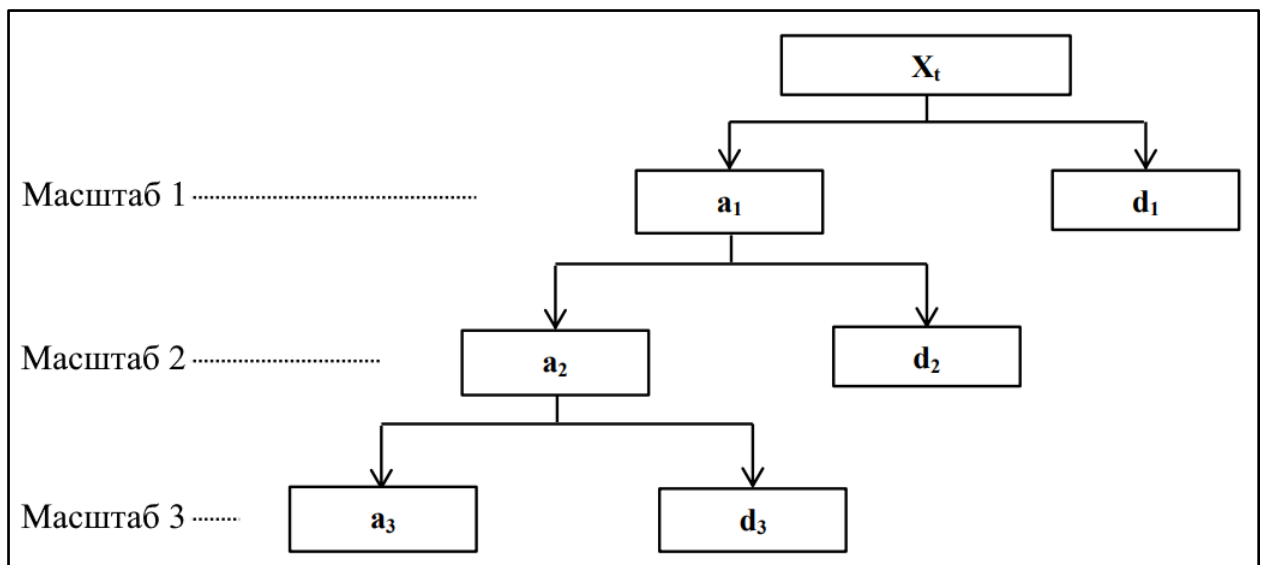 Xₜ
Масштаб 1 a₁ d₁
Масштаб 2 a₂ d₂
Масштаб 3 a₃ d₃